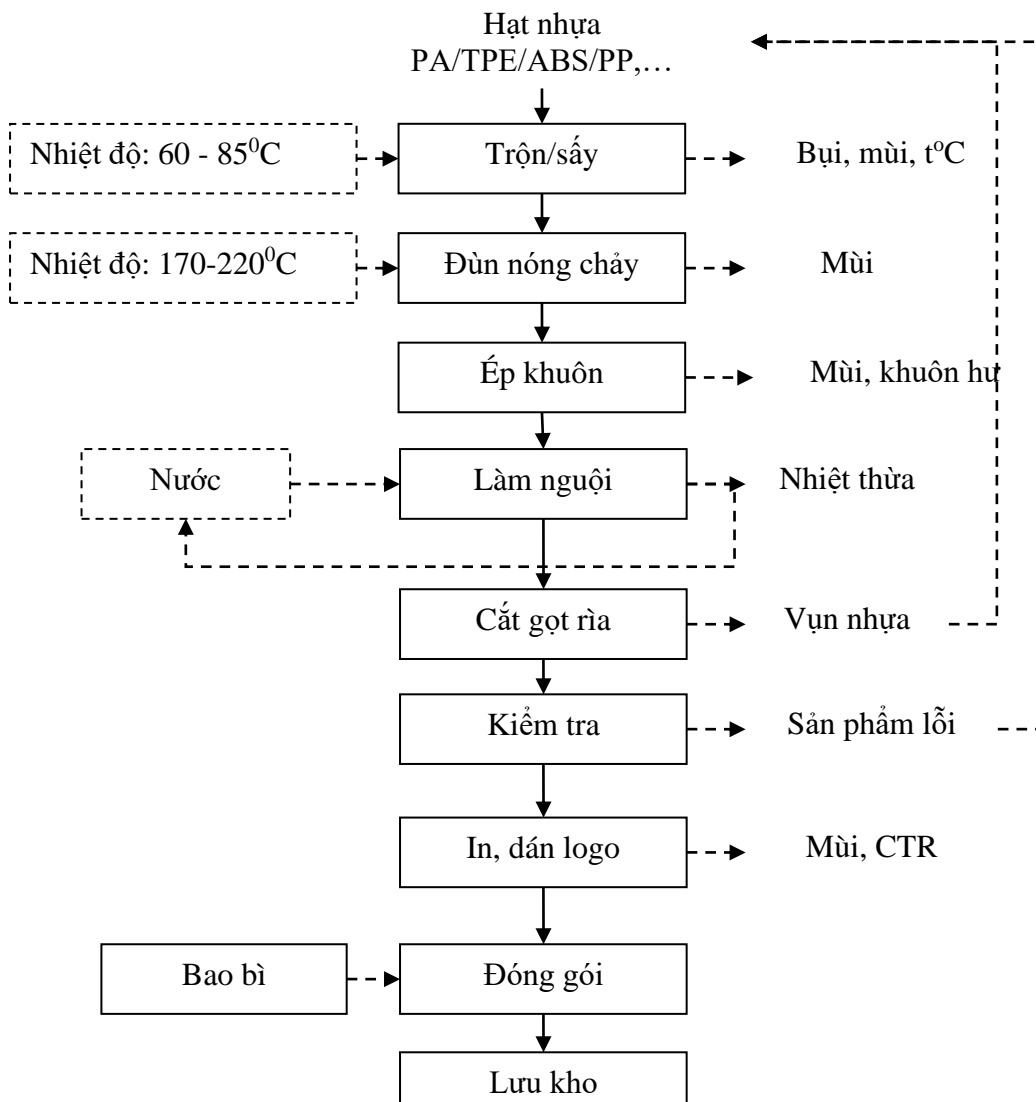 Hạt nhựa
PA/TPE/ABS/PP,…
Nhiệt độ: 60 - 85⁰C
Trộn/sấy
Bụi, mùi, tºC
Nhiệt độ: 170-220⁰C
Đùn nóng chảy
Mùi
Ép khuôn
Mùi, khuôn hư
Nước
Làm nguội
Nhiệt thừa
Cắt gọt rìa
Vụn nhựa
Kiểm tra
Sản phẩm lỗi
In, dán logo
Mùi, CTR
Bao bì
Đóng gói
Lưu kho